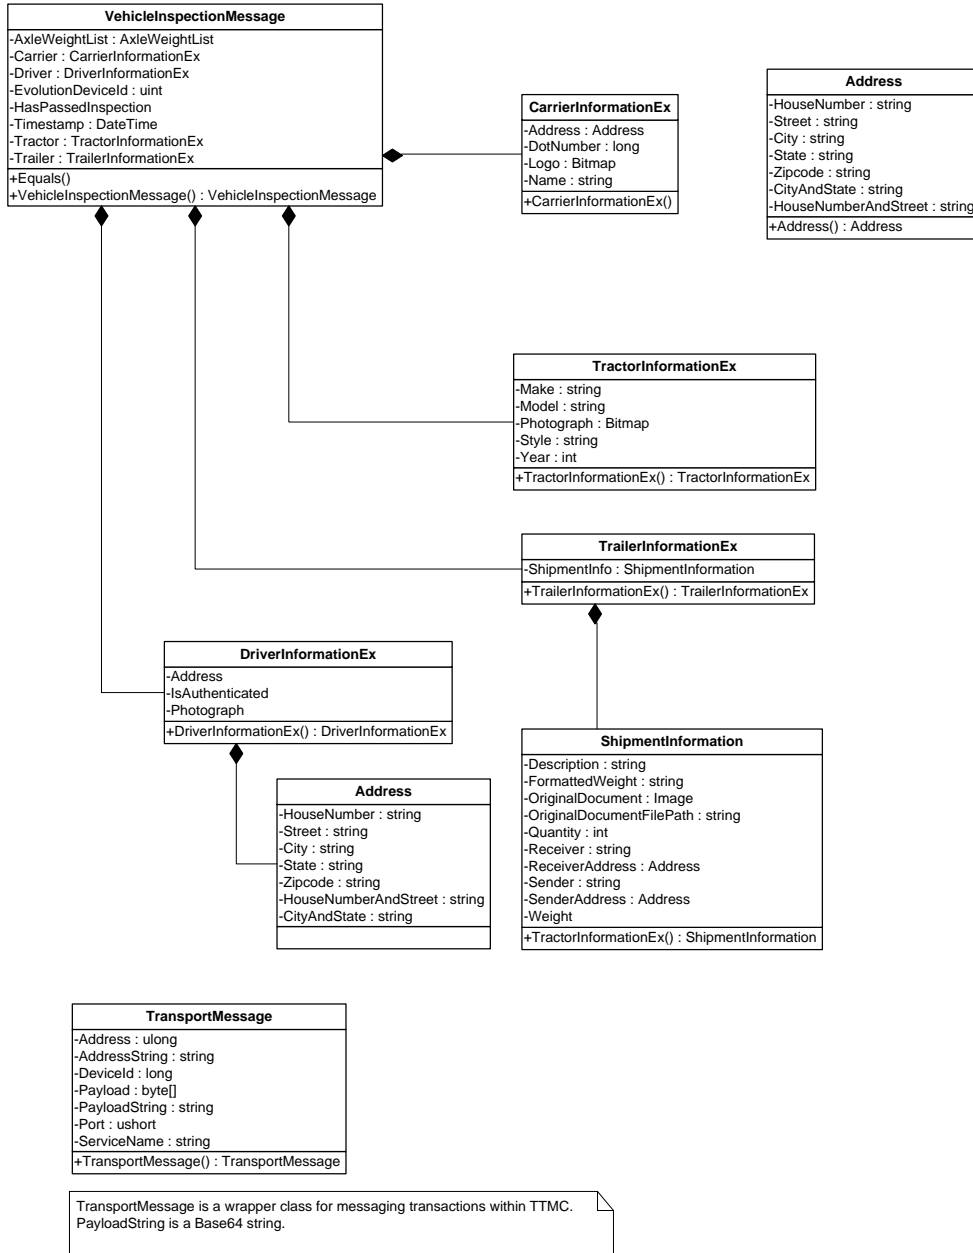 VehicleInspectionMessage
-AxleWeightList : AxleWeightList
-Carrier : CarrierInformationEx
-Driver : DriverInformationEx
-EvolutionDeviceId : uint
-HasPassedInspection
-Timestamp : DateTime
-Tractor : TractorInformationEx
-Trailer : TrailerInformationEx
+Equals()
+VehicleInspectionMessage() : VehicleInspectionMessage
CarrierInformationEx
-Address : Address
-DotNumber : long
-Logo : Bitmap
-Name : string
+CarrierInformationEx()
Address
-HouseNumber : string
-Street : string
-City : string
-State : string
-Zipcode : string
-CityAndState : string
-HouseNumberAndStreet : string
+Address() : Address
TractorInformationEx
-Make : string
-Model : string
-Photograph : Bitmap
-Style : string
-Year : int
+TractorInformationEx() : TractorInformationEx
TrailerInformationEx
-ShipmentInfo : ShipmentInformation
+TrailerInformationEx() : TrailerInformationEx
DriverInformationEx
-Address
-IsAuthenticated
-Photograph
+DriverInformationEx() : DriverInformationEx
Address
-HouseNumber : string
-Street : string
-City : string
-State : string
-Zipcode : string
-HouseNumberAndStreet : string
-CityAndState : string
ShipmentInformation
-Description : string
-FormattedWeight : string
-OriginalDocument : Image
-OriginalDocumentFilePath : string
-Quantity : int
-Receiver : string
-ReceiverAddress : Address
-Sender : string
-SenderAddress : Address
-Weight
+TractorInformationEx() : ShipmentInformation
TransportMessage
-Address : ulong
-AddressString : string
-DeviceId : long
-Payload : byte[]
-PayloadString : string
-Port : ushort
-ServiceName : string
+TransportMessage() : TransportMessage
TransportMessage is a wrapper class for messaging transactions within TTMC.
PayloadString is a Base64 string.